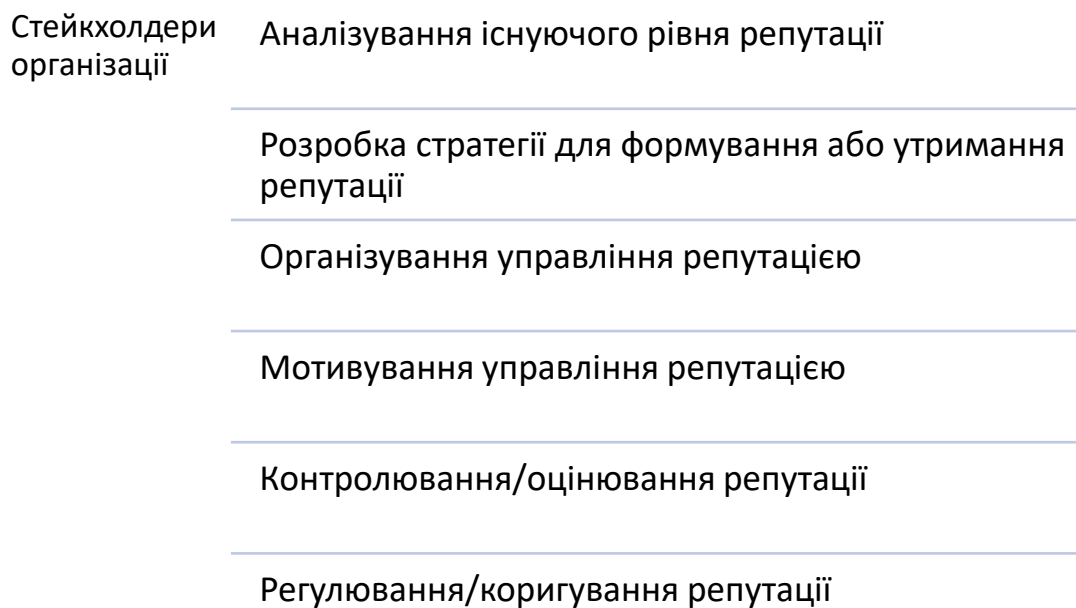 Стейкхолдери
організації
Аналізування існуючого рівня репутації
Розробка стратегії для формування або утримання
репутації
Організування управління репутацією
Мотивування управління репутацією
Контролювання/оцінювання репутації
Регулювання/коригування репутації